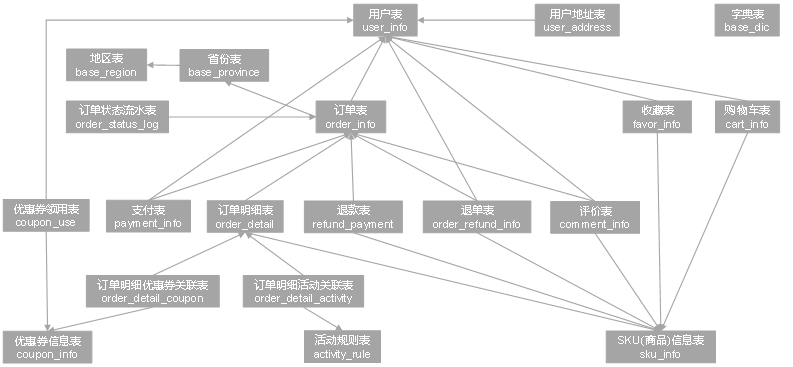 用户表
user_info
用户地址表
user_address
字典表
base_dic
地区表
base_region
省份表
base_province
订单状态流水表
order_status_log
订单表
order_info
收藏表
favor_info
购物车表
cart_info
优惠券领用表
coupon_use
支付表
payment_info
订单明细表
order_detail
退款表
refund_payment
退单表
order_refund_info
评价表
comment_info
订单明细优惠券关联表
order_detail_coupon
订单明细活动关联表
order_detail_activity
优惠券信息表
coupon_info
活动规则表
activity_rule
SKU(商品)信息表
sku_info